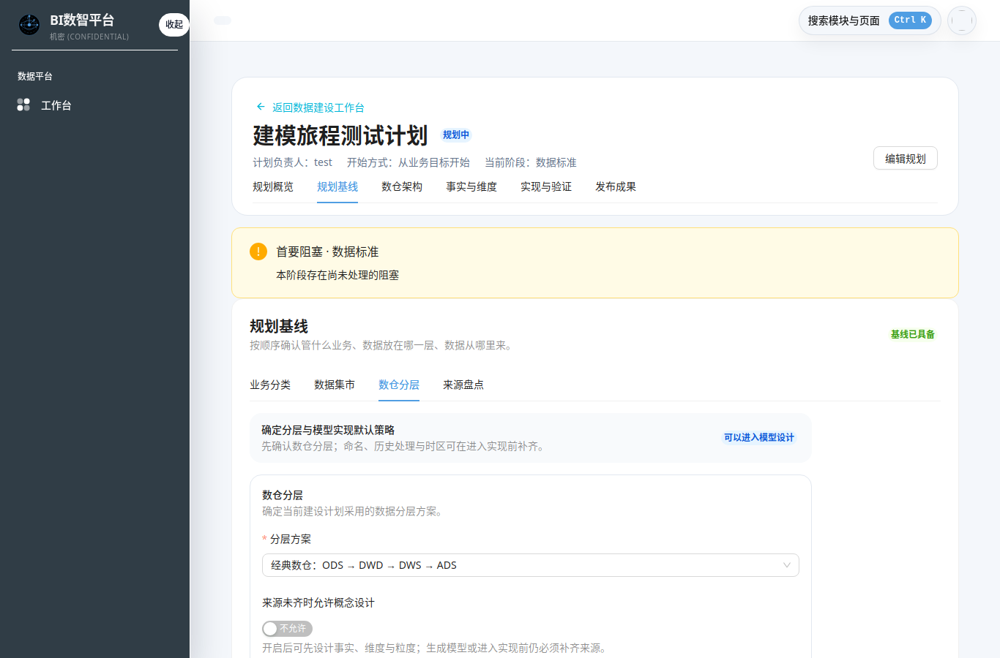 BI数智平台
机密 (CONFIDENTIAL)
收起
数据平台
工作台
搜索模块与页面 Ctrl K
返回数据建设工作台
建模旅程测试计划 规划中
计划负责人：test 开始方式：从业务目标开始 当前阶段：数据标准
编辑规划
规划概览 规划基线 数仓架构 事实与维度 实现与验证 发布成果
首要阻塞 · 数据标准
本阶段存在尚未处理的阻塞
规划基线
按顺序确认管什么业务、数据放在哪一层、数据从哪里来。
基线已具备
业务分类 数据集市 数仓分层 来源盘点
确定分层与模型实现默认策略
先确认数仓分层；命名、历史处理与时区可在进入实现前补齐。
可以进入模型设计
数仓分层
确定当前建设计划采用的数据分层方案。
* 分层方案
经典数仓：ODS → DWD → DWS → ADS
来源未齐时允许概念设计
不允许
开启后可先设计事实、维度与粒度；生成模型或进入实现前仍必须补齐来源。